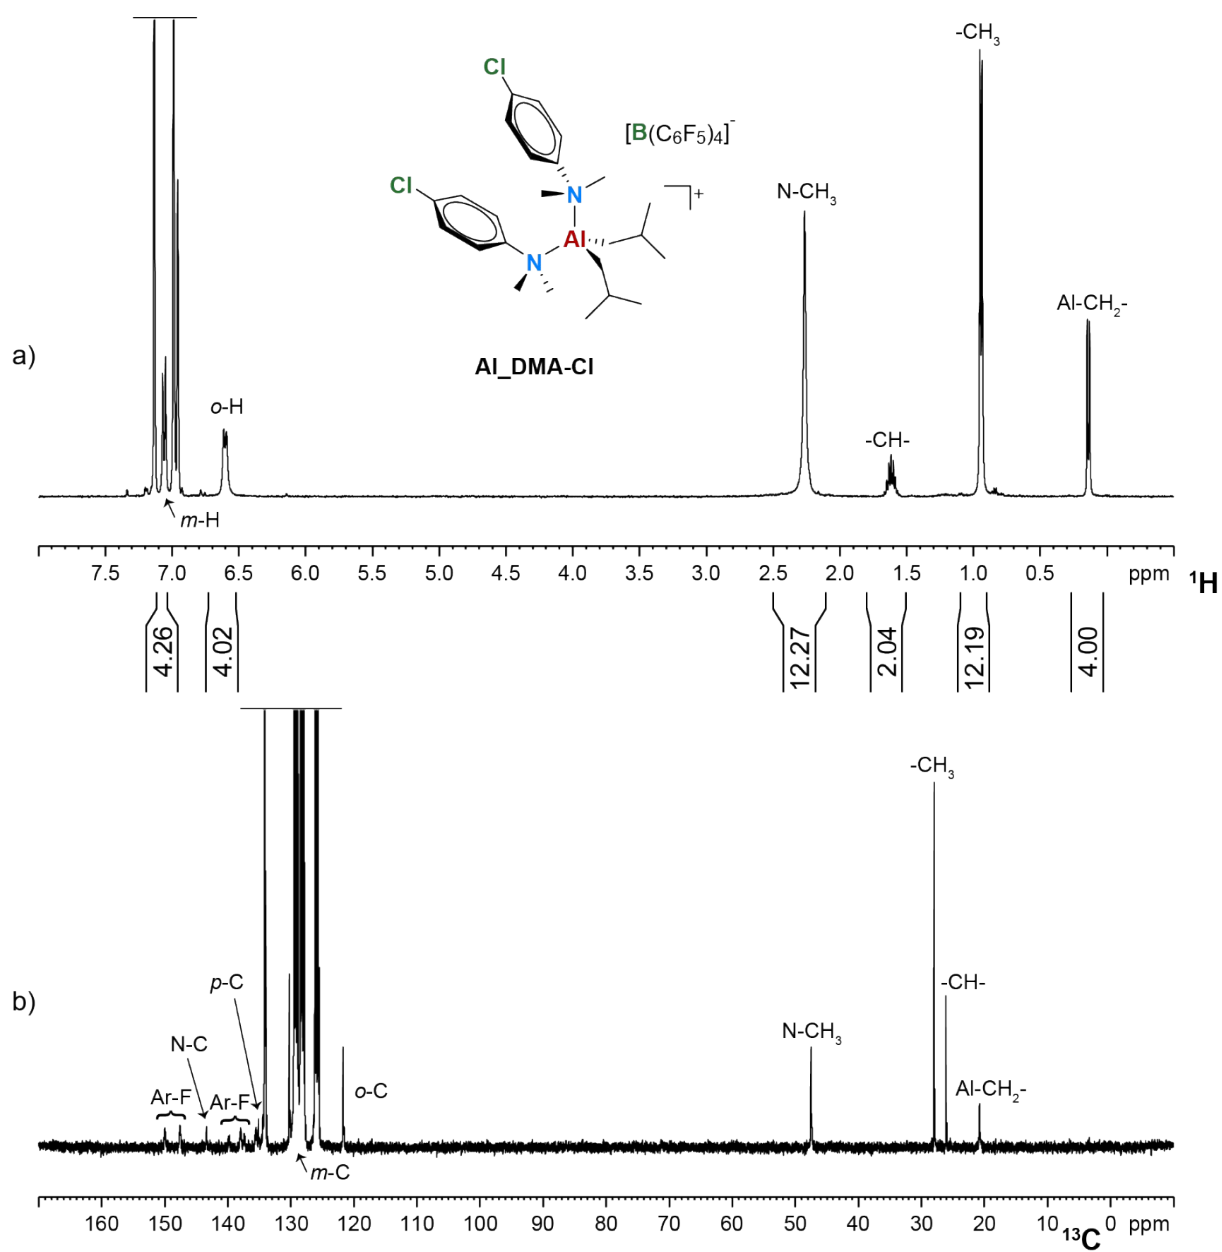 -CH3
Cl
[B(C6F5)4]-
Cl
N
+
N-CH3
Al
N
Al-CH2-
a)
Al_DMA-Cl
o-H
-CH-
m-H
7.5 7.0 6.5 6.0 5.5 5.0 4.5 4.0 3.5 3.0 2.5 2.0 1.5 1.0 0.5 ppm 1H
4.26 4.02 12.27 2.04 12.19 4.00
-CH3
p-C
-CH-
b)
N-C
N-CH3
Ar-F Ar-F
o-C
Al-CH2-
m-C
160 150 140 130 120 110 100 90 80 70 60 50 40 30 20 10 0 ppm
13C